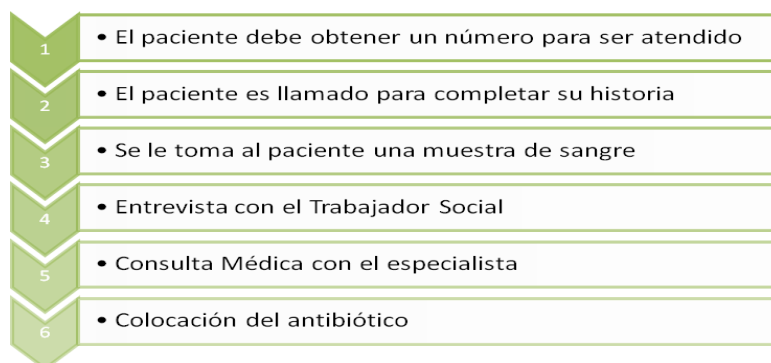 1 • El paciente debe obtener un número para ser atendido
2 • El paciente es llamado para completar su historia
3 • Se le toma al paciente una muestra de sangre
4 • Entrevista con el Trabajador Social
5 • Consulta Médica con el especialista
6 • Colocación del antibiótico